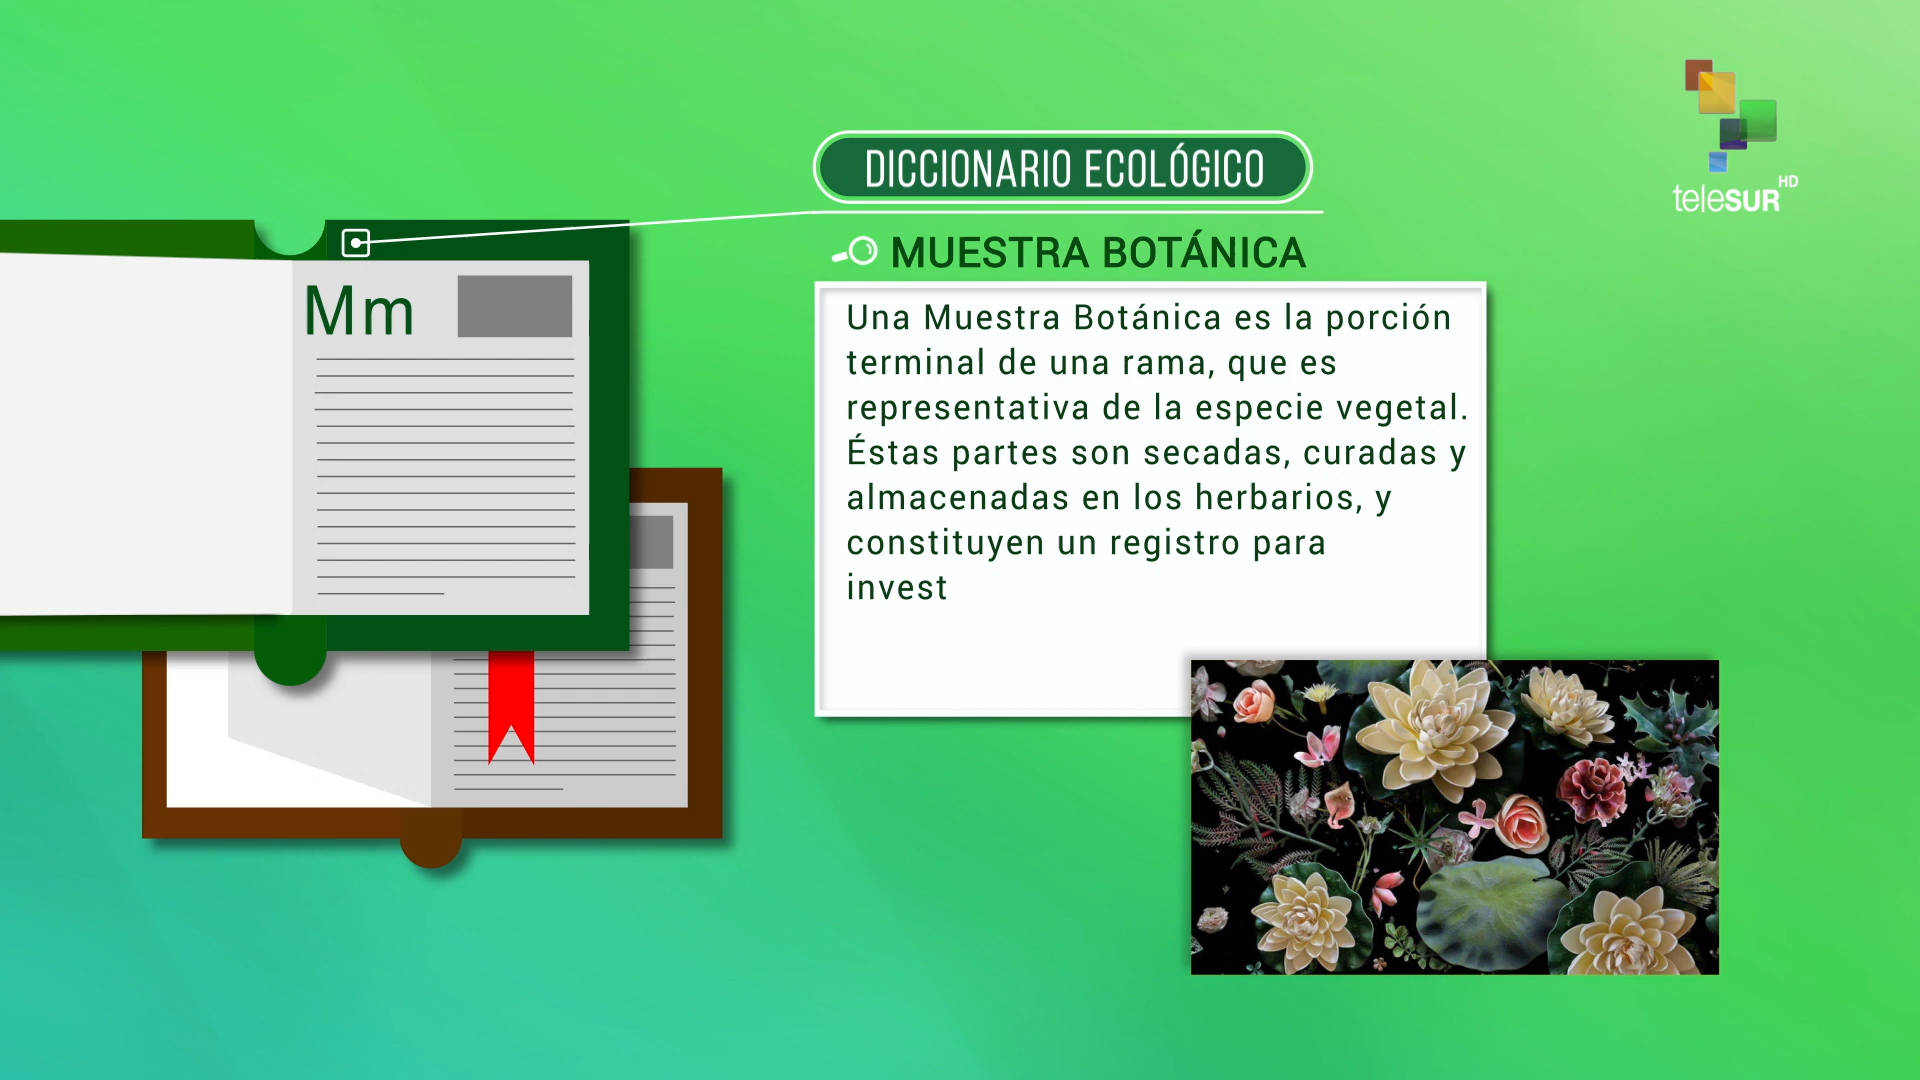 DICCIONARIO ECOLÓGICO
teleSUR HD
MUESTRA BOTÁNICA
Mm
Una Muestra Botánica es la porción
terminal de una rama, que es
representativa de la especie vegetal.
Éstas partes son secadas, curadas y
almacenadas en los herbarios, y
constituyen un registro para
invest